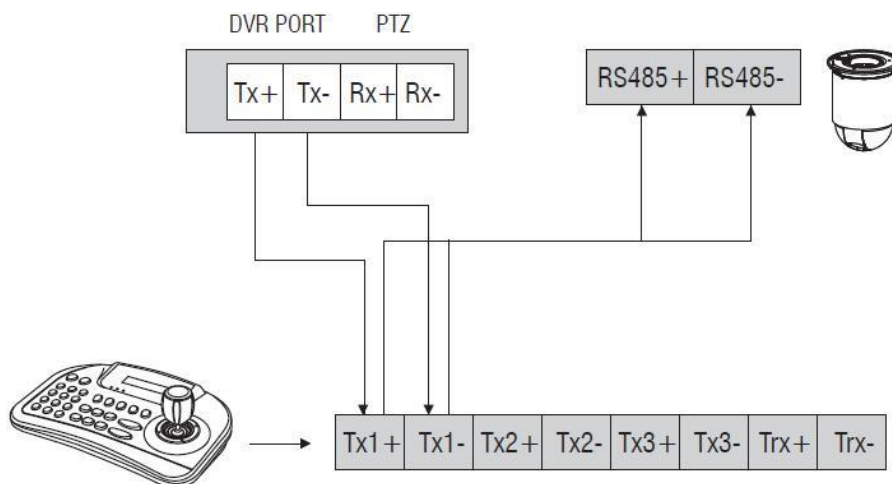 DVR PORT PTZ
Tx+ Tx- Rx+ Rx-
RS485+ RS485-
Tx1+ Tx1- Tx2+ Tx2- Tx3+ Tx3- Trx+ Trx-